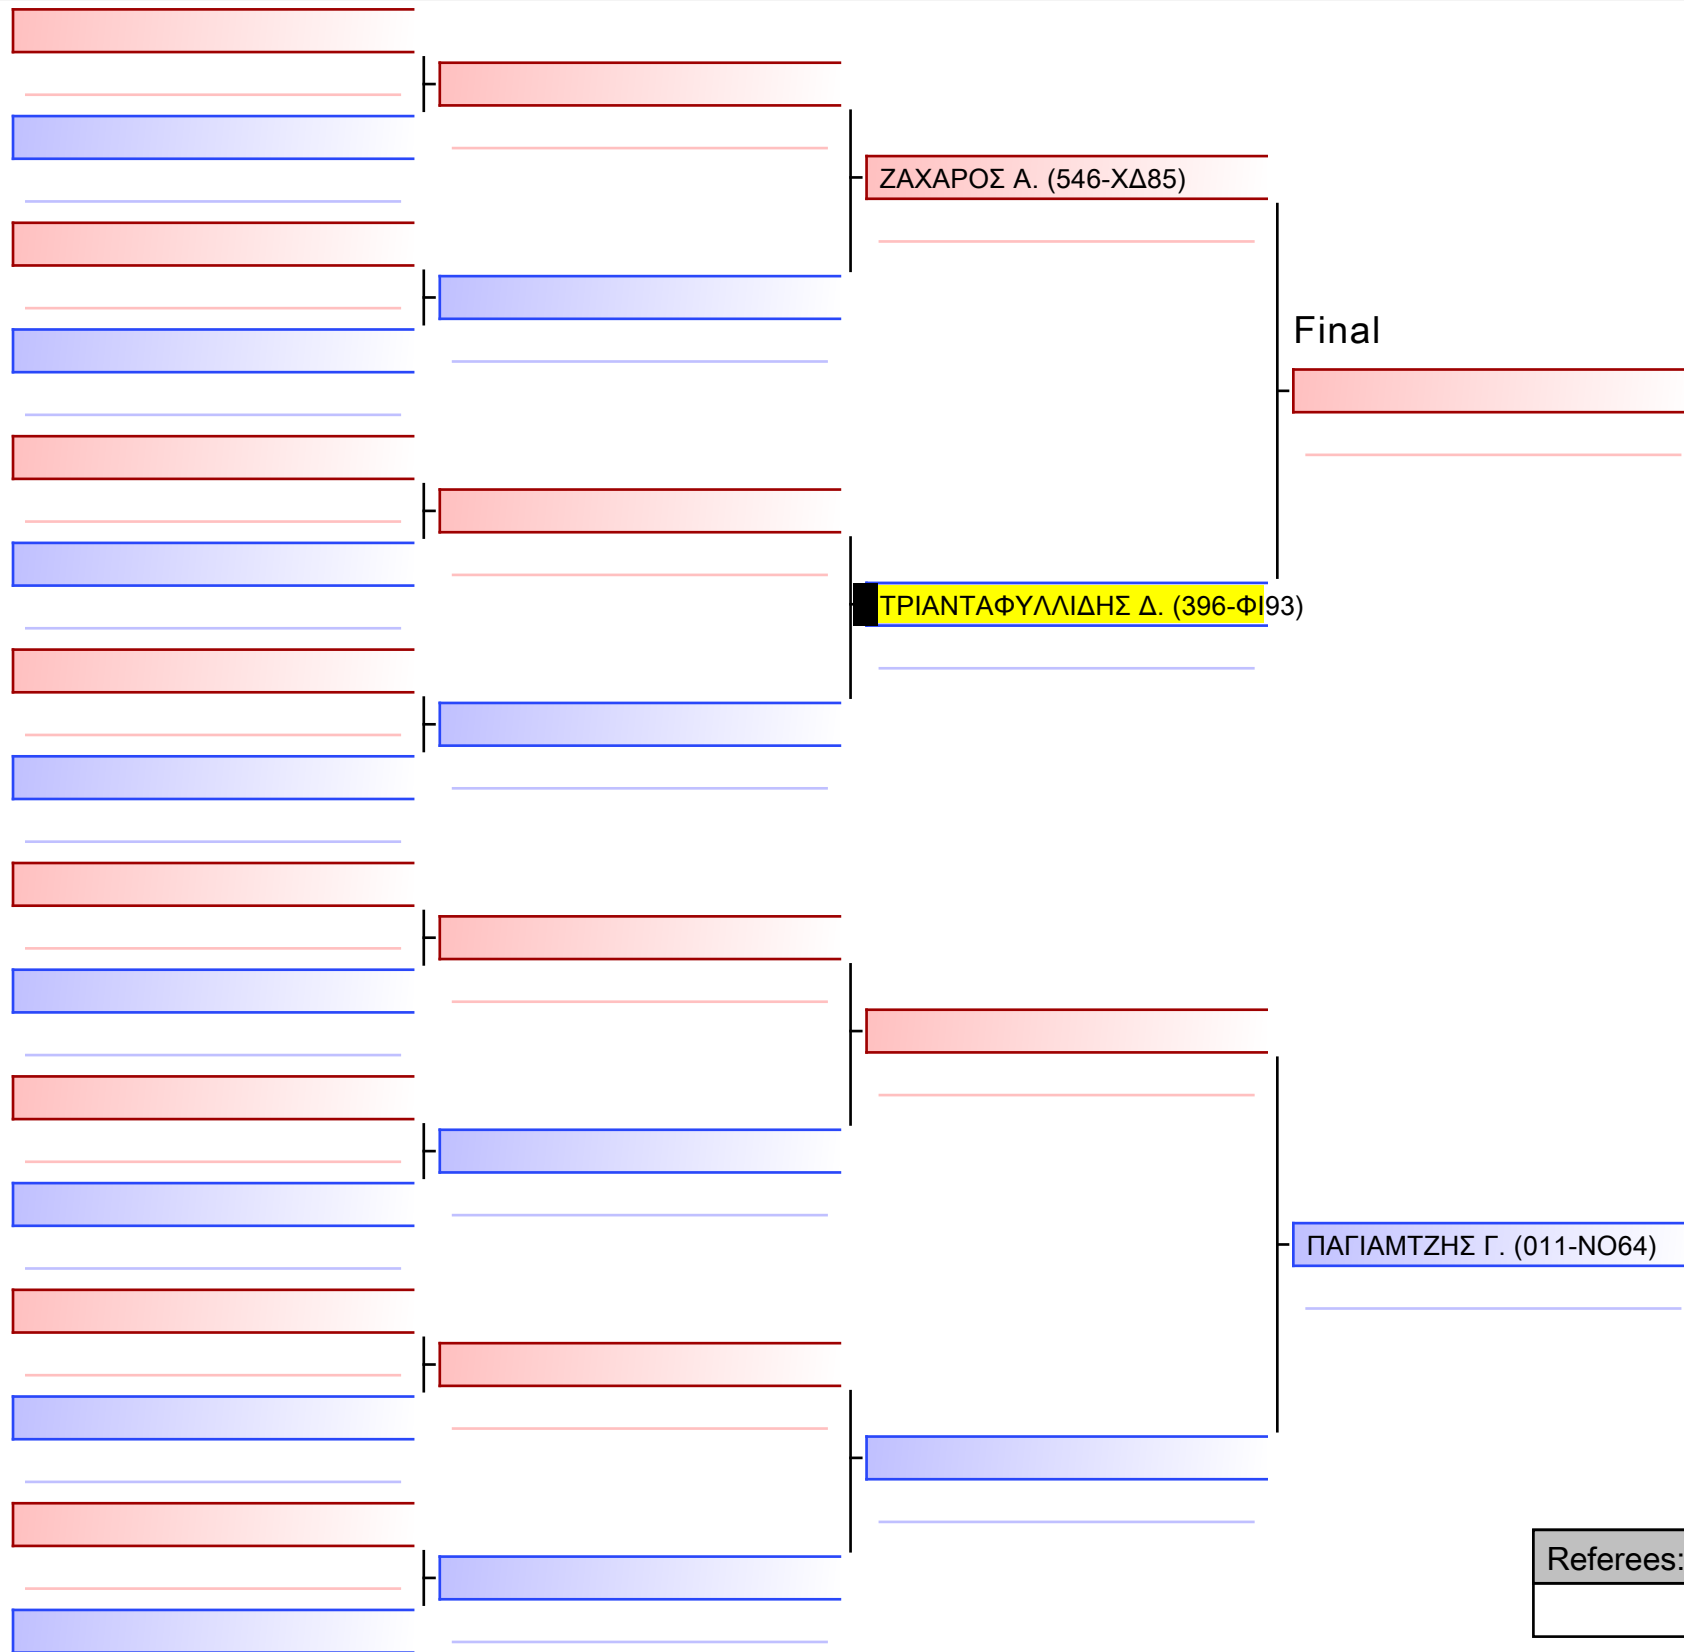 ΖΑΧΑΡΟΣ Α. (546-ΧΔ85)
Final
ΤΡΙΑΝΤΑΦΥΛΛΙΔΗΣ Δ. (396-ΦΙ93)
ΠΑΓΙΑΜΤΖΗΣ Γ. (011-ΝΟ64)
Referees: